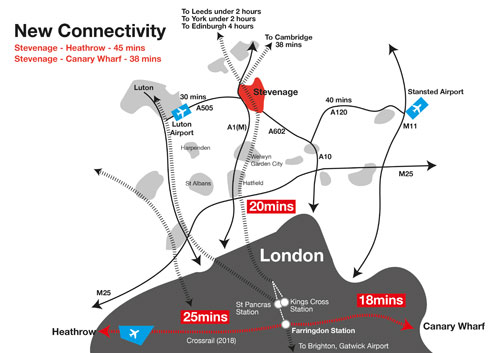 New Connectivity
Stevenage - Heathrow - 45 mins
Stevenage - Canary Wharf - 38 mins
To Leeds under 2 hours
To York under 2 hours
To Edinburgh 4 hours
To Cambridge
38 mins
Luton
30 mins
A505
Stevenage
40 mins
A120
Stansted Airport
M11
Luton
Airport
A1(M)
A602
Harpenden
Welwyn
Garden City
A10
M25
St Albans
Hatfield
20mins
London
M25
25mins
St Pancras
Station
Kings Cross
Station
18mins
Heathrow
Crossrail (2018)
Farringdon Station
Canary Wharf
To Brighton, Gatwick Airport